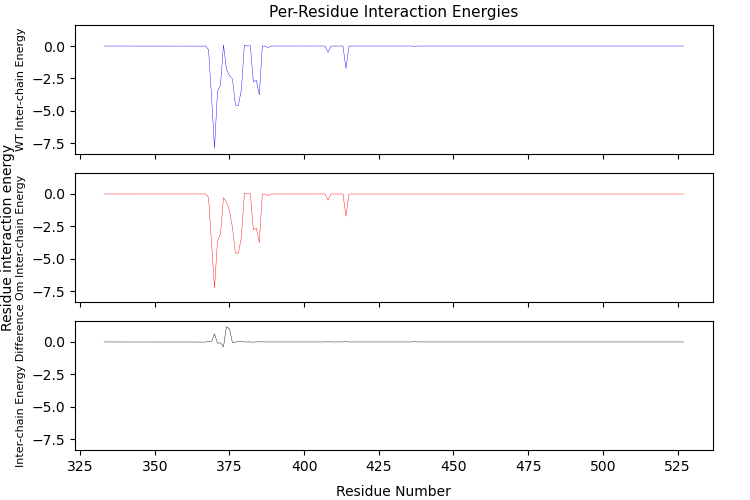 Per-Residue Interaction Energies
Residue interaction energy
WT Inter-chain Energy
0.0
−2.5
−5.0
−7.5
Om Inter-chain Energy
0.0
−2.5
−5.0
−7.5
Inter-chain Energy Difference
0.0
−2.5
−5.0
−7.5
325 350 375 400 425 450 475 500 525
Residue Number